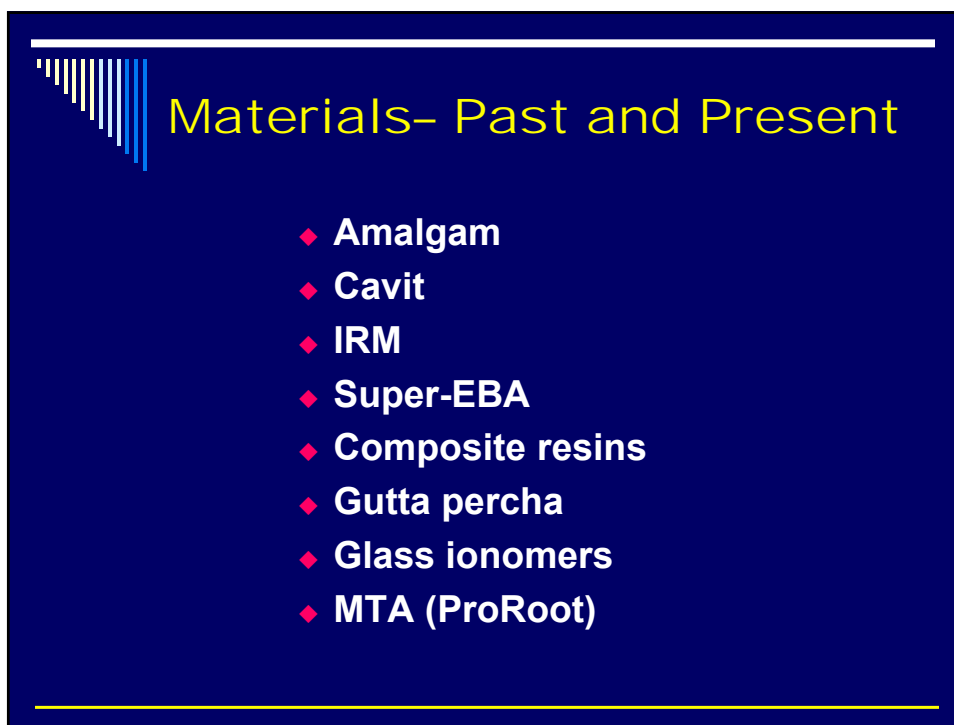 Materials– Past and Present
Amalgam
Cavit
IRM
Super-EBA
Composite resins
Gutta percha
Glass ionomers
MTA (ProRoot)